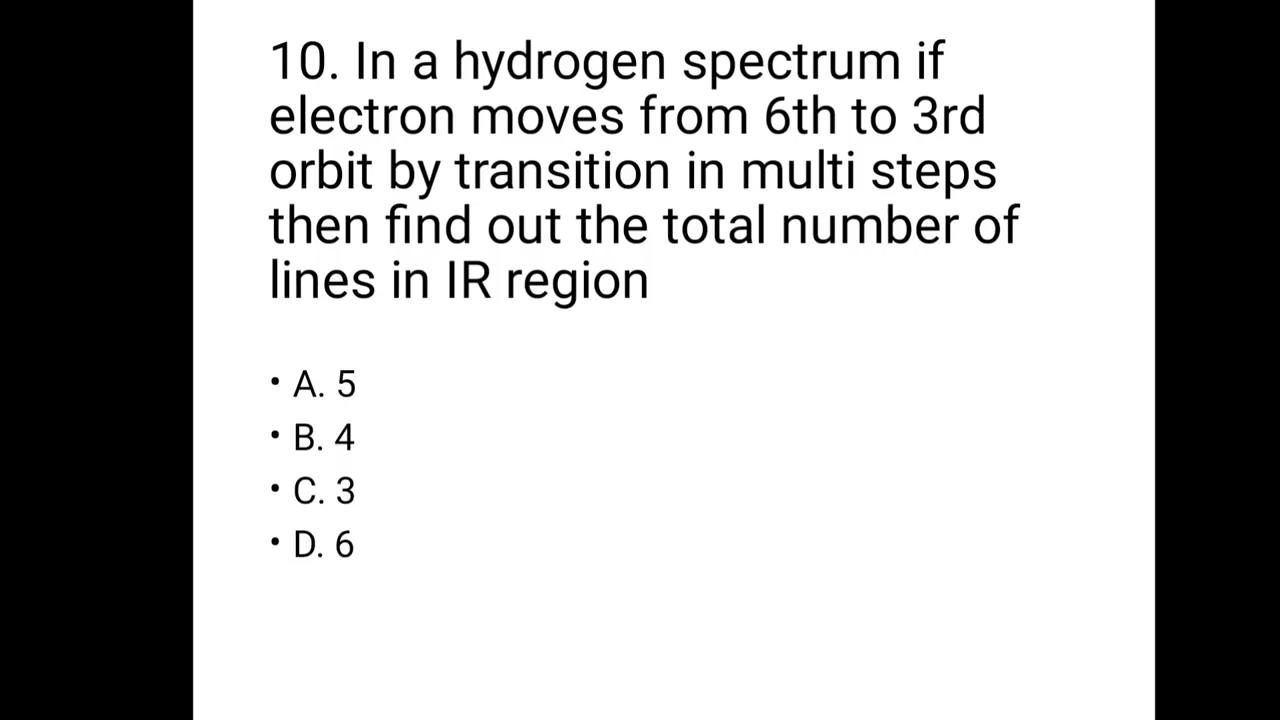 10. In a hydrogen spectrum if
electron moves from 6th to 3rd
orbit by transition in multi steps
then find out the total number of
lines in IR region
• A. 5
• B. 4
• C. 3
• D. 6